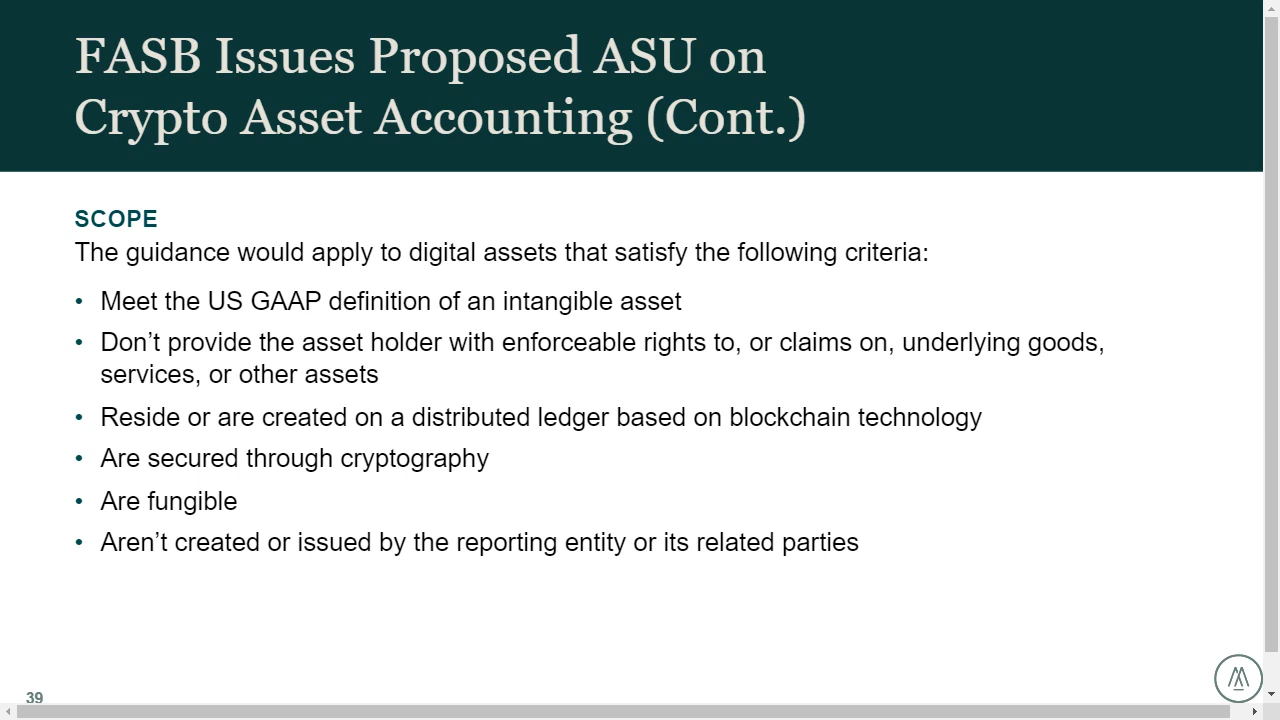 FASB Issues Proposed ASU on
Crypto Asset Accounting (Cont.)
SCOPE
The guidance would apply to digital assets that satisfy the following criteria:
• Meet the US GAAP definition of an intangible asset
• Don’t provide the asset holder with enforceable rights to, or claims on, underlying goods,
services, or other assets
• Reside or are created on a distributed ledger based on blockchain technology
• Are secured through cryptography
• Are fungible
• Aren’t created or issued by the reporting entity or its related parties
39